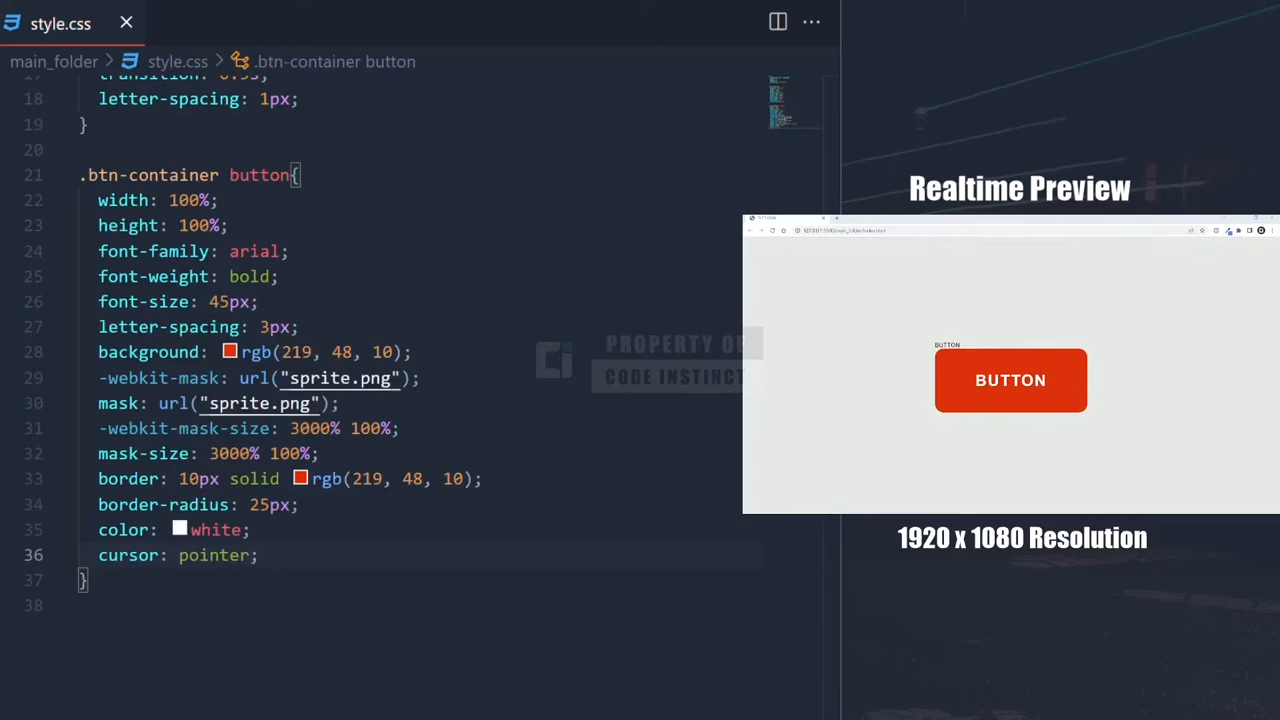 style.css
main_folder > style.css > .btn-container button
18 letter-spacing: 1px;
19 }
20
21 .btn-container button{
22 width: 100%;
23 height: 100%;
24 font-family: arial;
25 font-weight: bold;
26 font-size: 45px;
27 letter-spacing: 3px;
28 background: rgb(219, 48, 10);
29 -webkit-mask: url("sprite.png");
30 mask: url("sprite.png");
31 -webkit-mask-size: 3000% 100%;
32 mask-size: 3000% 100%;
33 border: 10px solid rgb(219, 48, 10);
34 border-radius: 25px;
35 color: white;
36 cursor: pointer;
37 }
38
PROPERTY OF
CODE INSTINCT
Realtime Preview
BUTTON
BUTTON
1920 x 1080 Resolution